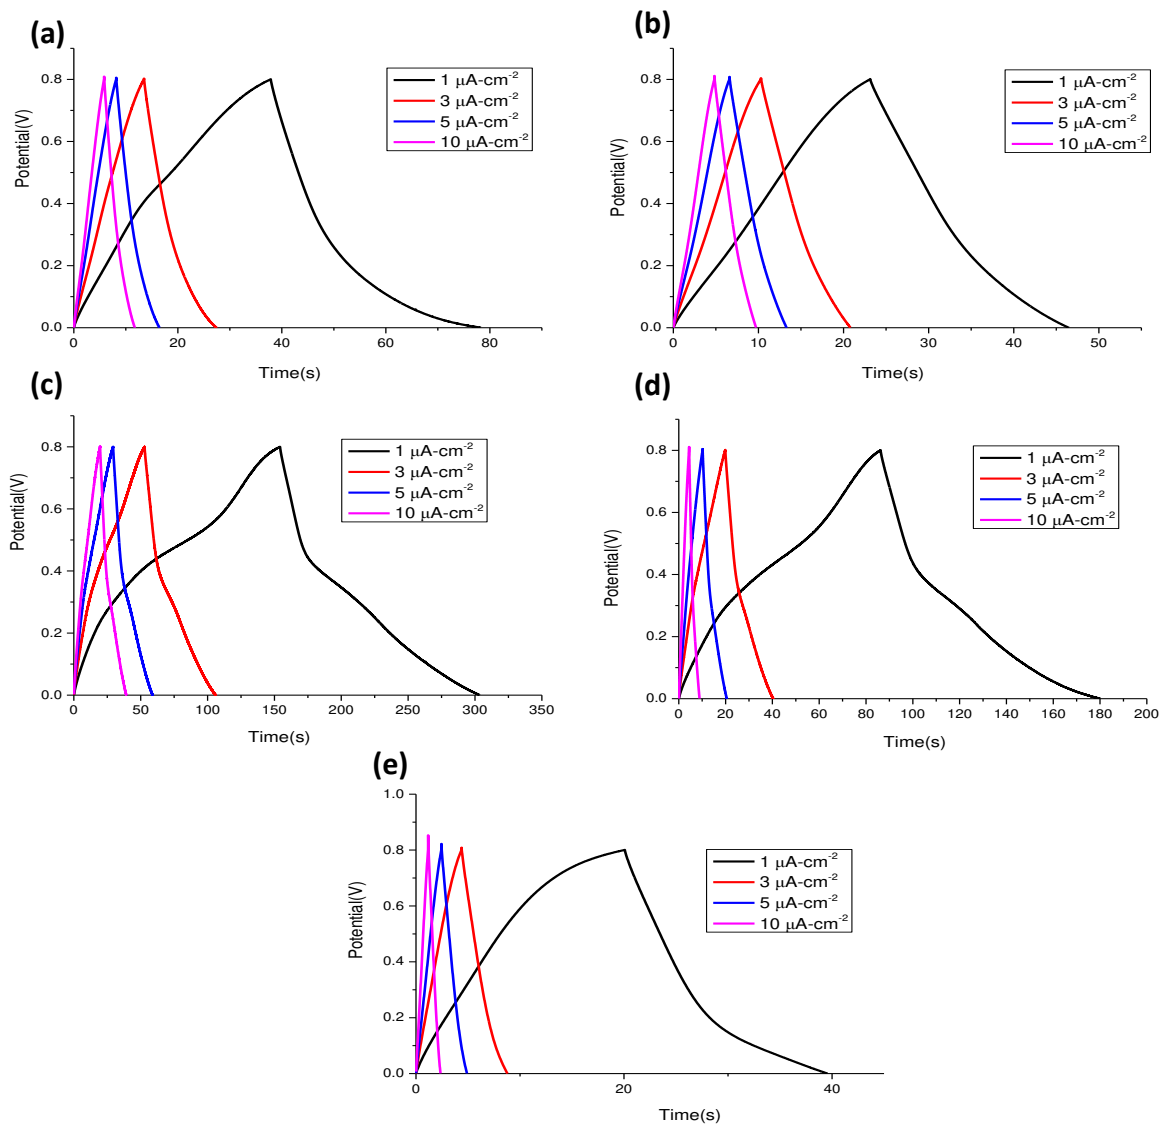 (a)
Potential(V)
0.8
0.6
0.4
0.2
0.0
0 20 40 60 80
Time(s)
1 μA-cm⁻²
3 μA-cm⁻²
5 μA-cm⁻²
10 μA-cm⁻²
(b)
Potential(V)
0.8
0.6
0.4
0.2
0.0
0 10 20 30 40 50
Time(s)
1 μA-cm⁻²
3 μA-cm⁻²
5 μA-cm⁻²
10 μA-cm⁻²
(c)
Potential(V)
0.8
0.6
0.4
0.2
0.0
0 50 100 150 200 250 300 350
Time(s)
1 μA-cm⁻²
3 μA-cm⁻²
5 μA-cm⁻²
10 μA-cm⁻²
(d)
Potential(V)
0.8
0.6
0.4
0.2
0.0
0 20 40 60 80 100 120 140 160 180 200
Time(s)
1 μA-cm⁻²
3 μA-cm⁻²
5 μA-cm⁻²
10 μA-cm⁻²
(e)
Potential(V)
1.0
0.8
0.6
0.4
0.2
0.0
0 20 40
Time(s)
1 μA-cm⁻²
3 μA-cm⁻²
5 μA-cm⁻²
10 μA-cm⁻²